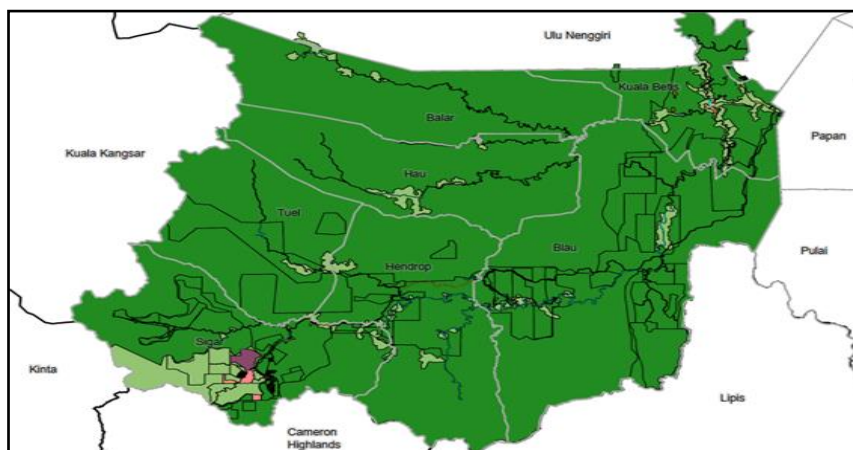 Ulu Nenggiri
Kuala Betis
Balar
Papan
Kuala Kangsar
Hau
Tuel
Blau
Pulai
Hendrop
Sigar
Kinta
Lipis
Cameron
Highlands